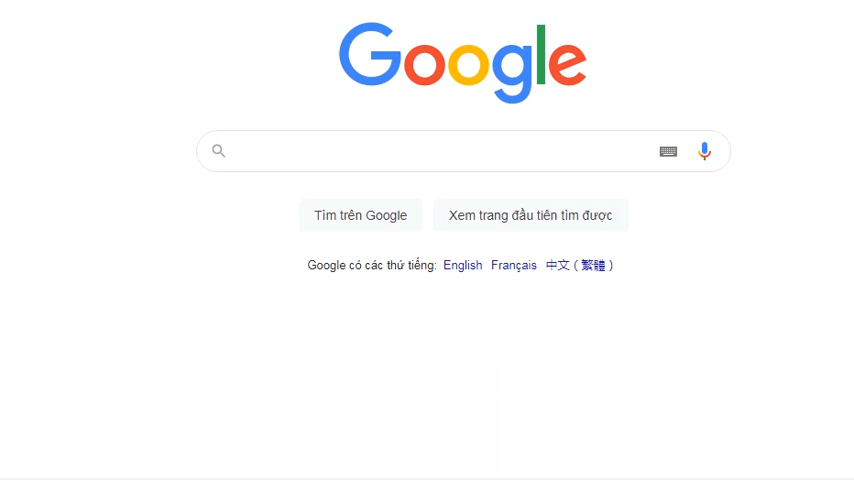 Google
Tìm trên Google Xem trang đầu tiên tìm được
Google có các thứ tiếng: English Français 中文 ( 繁體 )